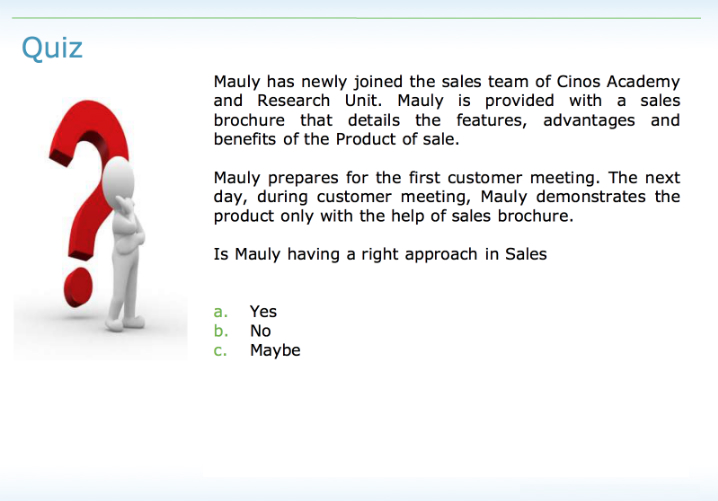 Quiz
Mauly has newly joined the sales team of Cinos Academy
and Research Unit. Mauly is provided with a sales
brochure that details the features, advantages and
benefits of the Product of sale.
Mauly prepares for the first customer meeting. The next
day, during customer meeting, Mauly demonstrates the
product only with the help of sales brochure.
Is Mauly having a right approach in Sales
a. Yes
b. No
c. Maybe